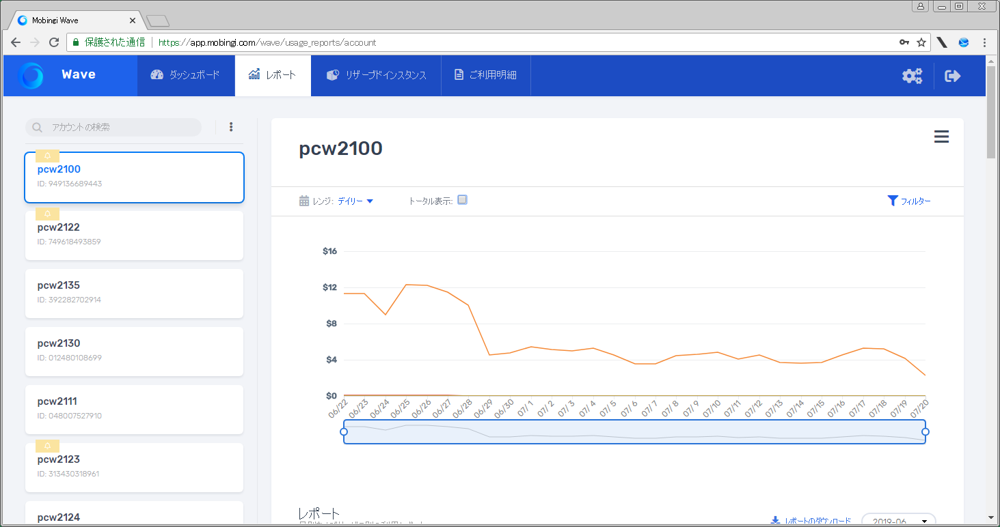 Mobingi Wave
保護された通信 https://app.mobingi.com/wave/usage_reports/account
Wave ダッシュボード レポート リザーブドインスタンス ご利用明細
アカウントの検索
pcw2100
ID: 949136689443
pcw2122
ID: 749618493859
pcw2135
ID: 392282702914
pcw2130
ID: 012480108699
pcw2111
ID: 048007527910
pcw2123
ID: 313430318961
pcw2124
pcw2100
レンジ: デイリー トータル表示: フィルター
$16
$12
$8
$4
$0
06/22 06/23 06/24 06/25 06/26 06/27 06/28 06/29 06/30 07/ 1 07/ 2 07/ 3 07/ 4 07/ 5 07/ 6 07/ 7 07/ 8 07/ 9 07/10 07/11 07/12 07/13 07/14 07/15 07/16 07/17 07/18 07/19 07/20
レポート
レポートのダウンロード 2019-06